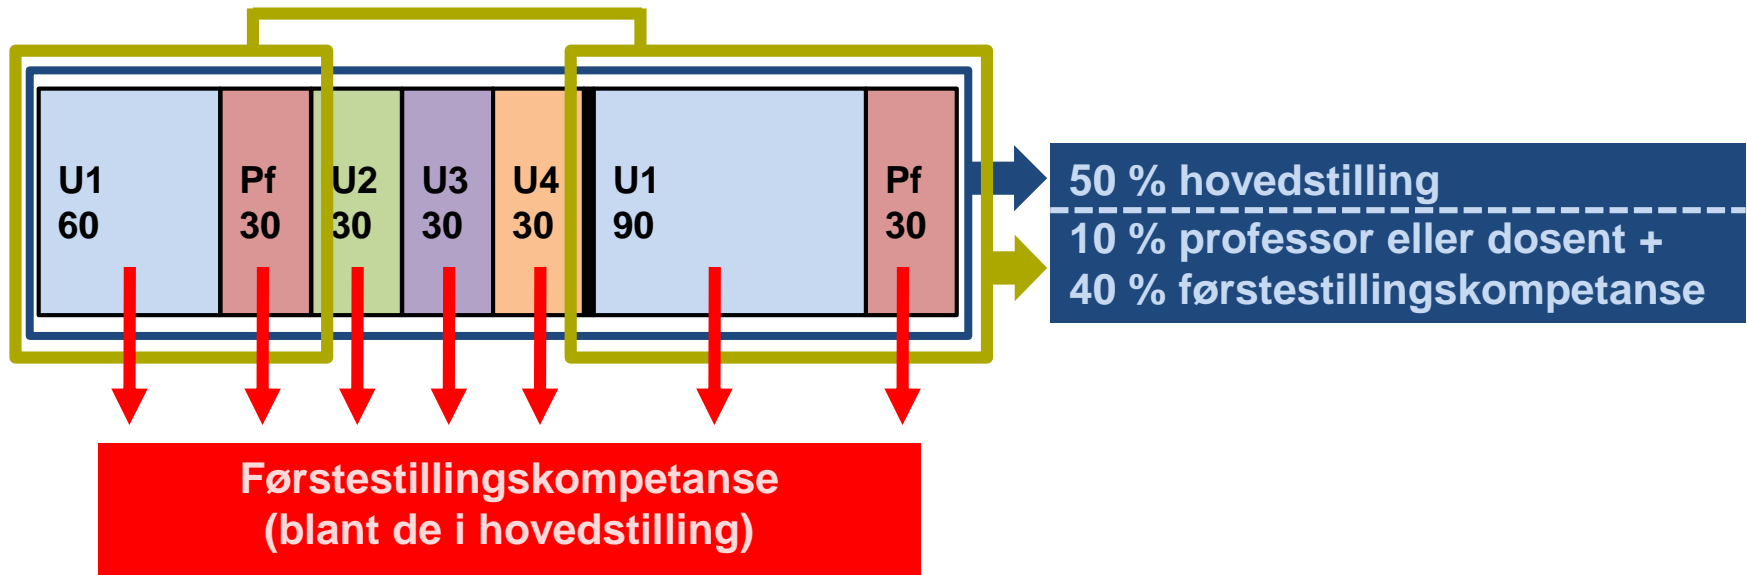 U1
60
Pf
30
U2
30
U3
30
U4
30
U1
90
Pf
30
50 % hovedstilling
10 % professor eller dosent +
40 % førstestillingskompetanse
Førstestillingskompetanse
(blant de i hovedstilling)